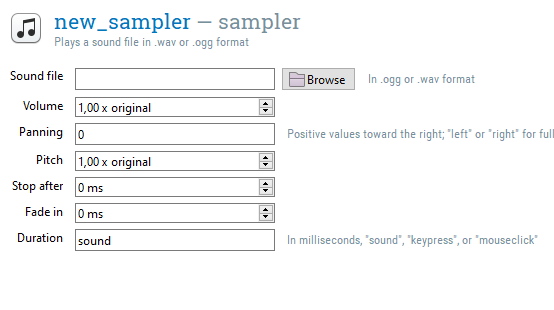 new_sampler — sampler
Plays a sound file in .wav or .ogg format
Sound file Browse In .ogg or .wav format
Volume 1,00 x original
Panning 0 Positive values toward the right; "left" or "right" for full
Pitch 1,00 x original
Stop after 0 ms
Fade in 0 ms
Duration sound In milliseconds, "sound", "keypress", or "mouseclick"